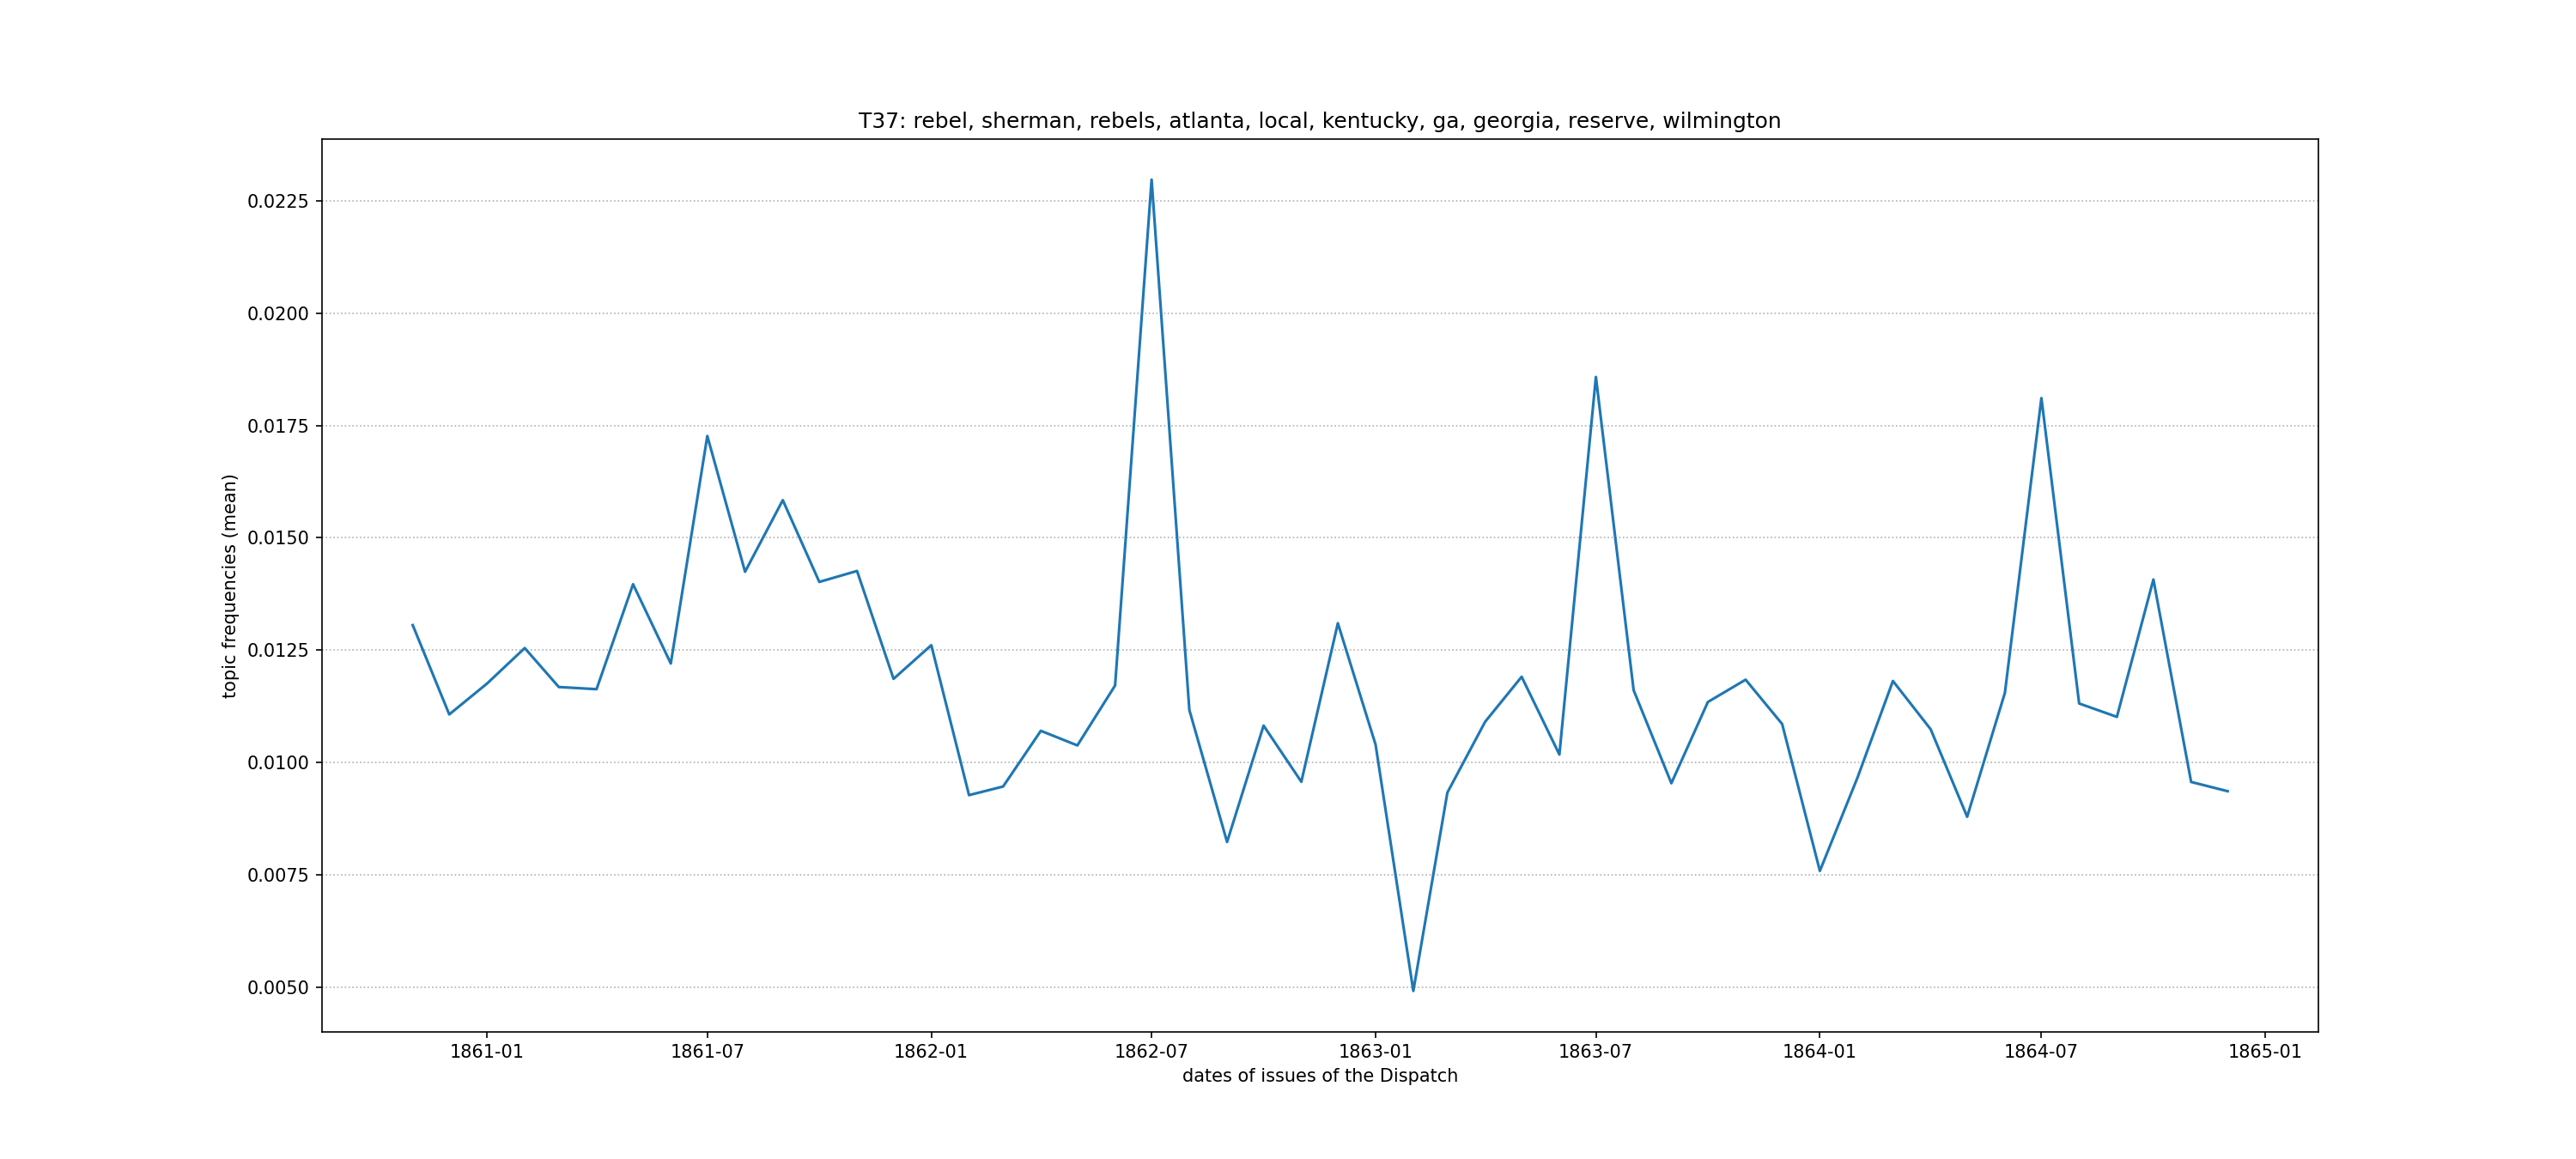 T37: rebel, sherman, rebels, atlanta, local, kentucky, ga, georgia, reserve, wilmington
topic frequencies (mean)
0.0225
0.0200
0.0175
0.0150
0.0125
0.0100
0.0075
0.0050
1861-01 1861-07 1862-01 1862-07 1863-01 1863-07 1864-01 1864-07 1865-01
dates of issues of the Dispatch